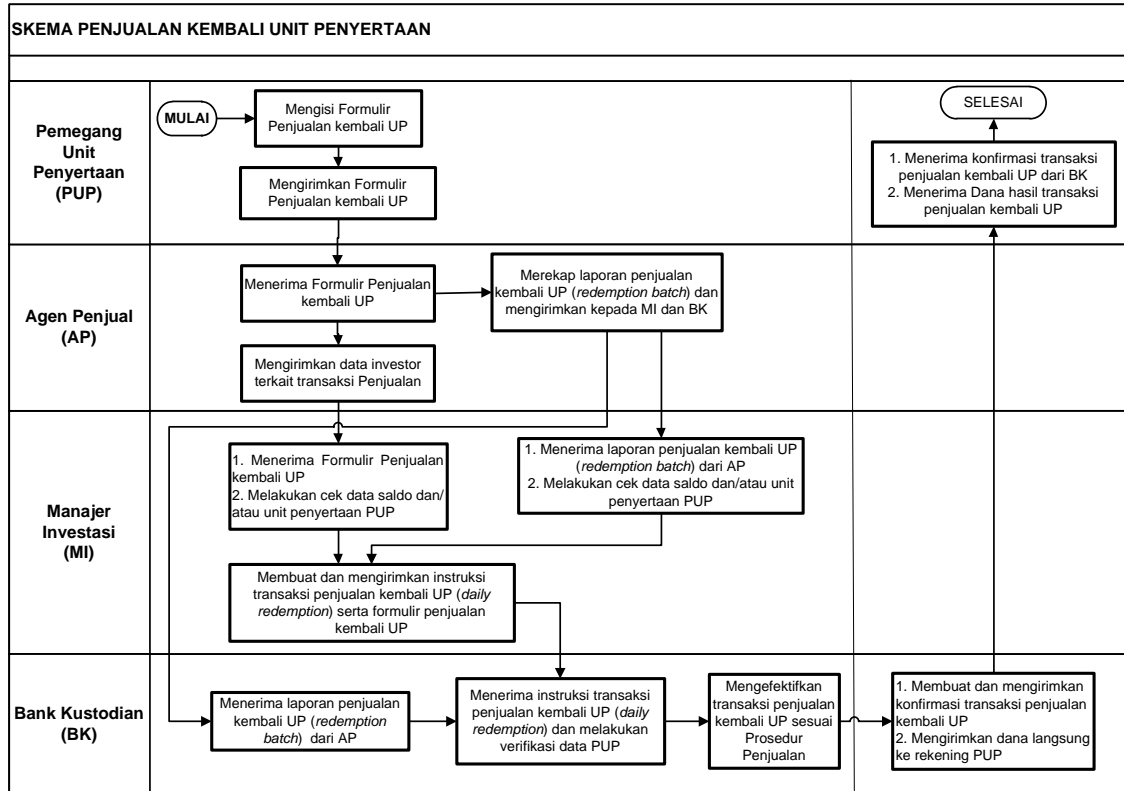 SKEMA PENJUALAN KEMBALI UNIT PENYERTAAN
Pemegang
Unit
Penyertaan
(PUP)
MULAI
Mengisi Formulir
Penjualan kembali UP
Mengirimkan Formulir
Penjualan kembali UP
SELESAI
1. Menerima konfirmasi transaksi
penjualan kembali UP dari BK
2. Menerima Dana hasil transaksi
penjualan kembali UP
Agen Penjual
(AP)
Menerima Formulir Penjualan
kembali UP
Merekap laporan penjualan
kembali UP (redemption batch) dan
mengirimkan kepada MI dan BK
Mengirimkan data investor
terkait transaksi Penjualan
Manajer
Investasi
(MI)
1. Menerima Formulir Penjualan
kembali UP
2. Melakukan cek data saldo dan/
atau unit penyertaan PUP
1. Menerima laporan penjualan kembali UP
(redemption batch) dari AP
2. Melakukan cek data saldo dan/atau unit
penyertaan PUP
Membuat dan mengirimkan instruksi
transaksi penjualan kembali UP (daily
redemption) serta formulir penjualan
kembali UP
Bank Kustodian
(BK)
Menerima laporan penjualan
kembali UP (redemption
batch) dari AP
Menerima instruksi transaksi
penjualan kembali UP (daily
redemption) dan melakukan
verifikasi data PUP
Mengefektifkan
transaksi penjualan
kembali UP sesuai
Prosedur
Penjualan
1. Membuat dan mengirimkan
konfirmasi transaksi penjualan
kembali UP
2. Mengirimkan dana langsung
ke rekening PUP